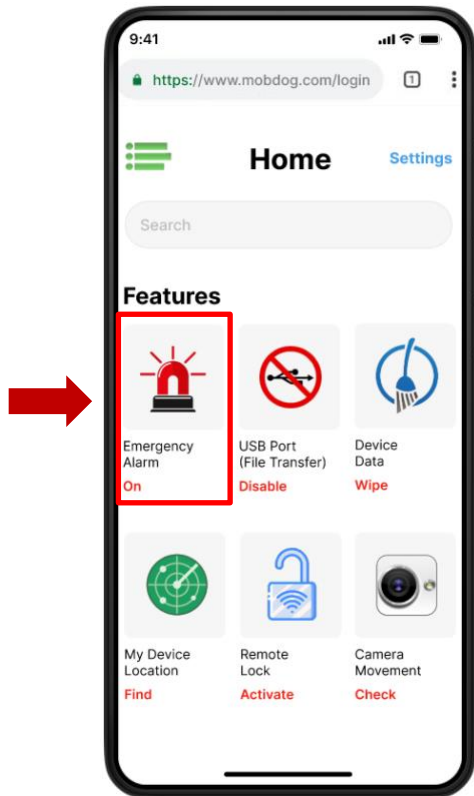 9:41
https://www.mobdog.com/login
1
Home
Settings
Search
Features
Emergency
Alarm
On
USB Port
(File Transfer)
Disable
Device
Data
Wipe
My Device
Location
Find
Remote
Lock
Activate
Camera
Movement
Check